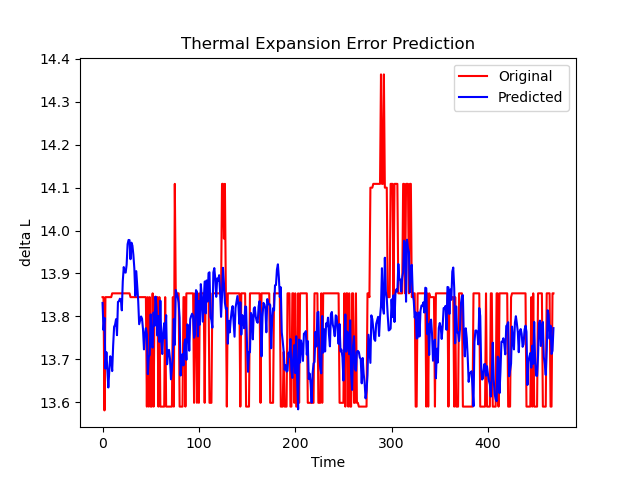 Thermal Expansion Error Prediction
Original
Predicted
14.4
14.3
14.2
14.1
14.0
13.9
13.8
13.7
13.6
delta L
0 100 200 300 400
Time